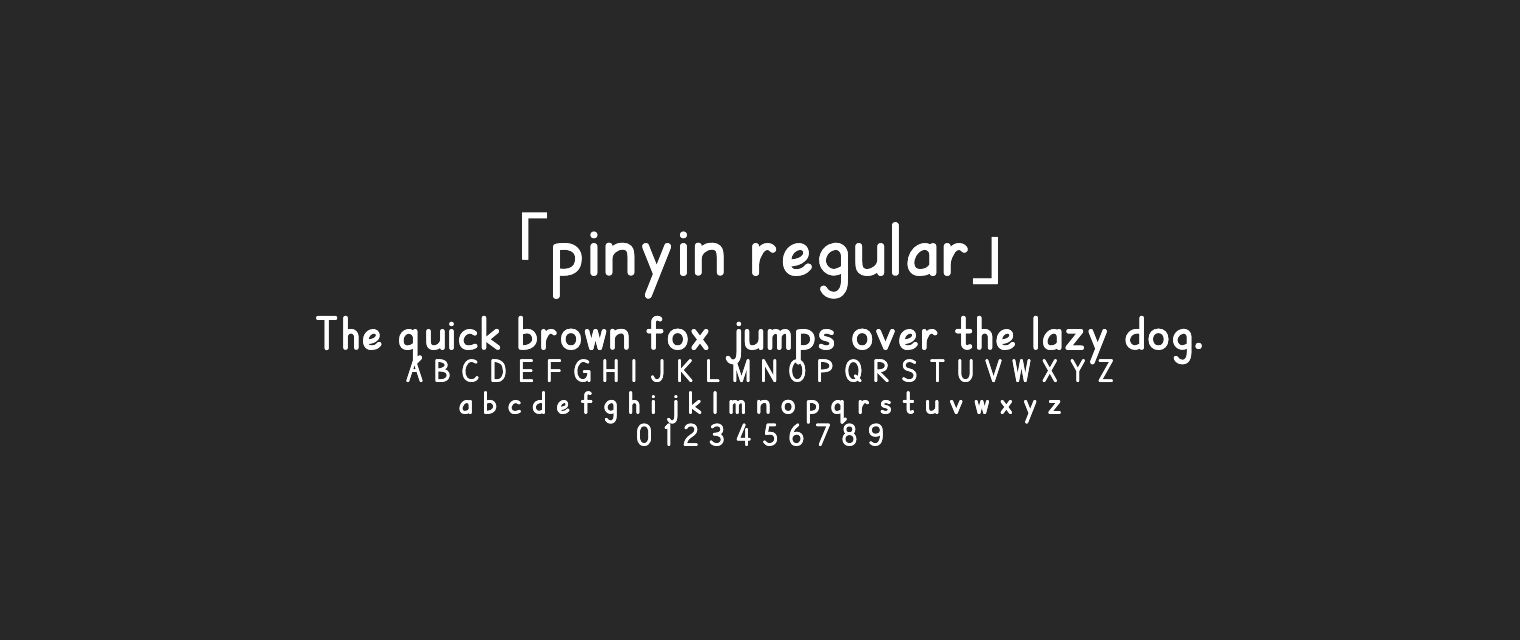 「pinyin regular」
The quick brown fox jumps over the lazy dog.
A B C D E F G H I J K L M N O P Q R S T U V W X Y Z
a b c d e f g h i j k l m n o p q r s t u v w x y z
0 1 2 3 4 5 6 7 8 9